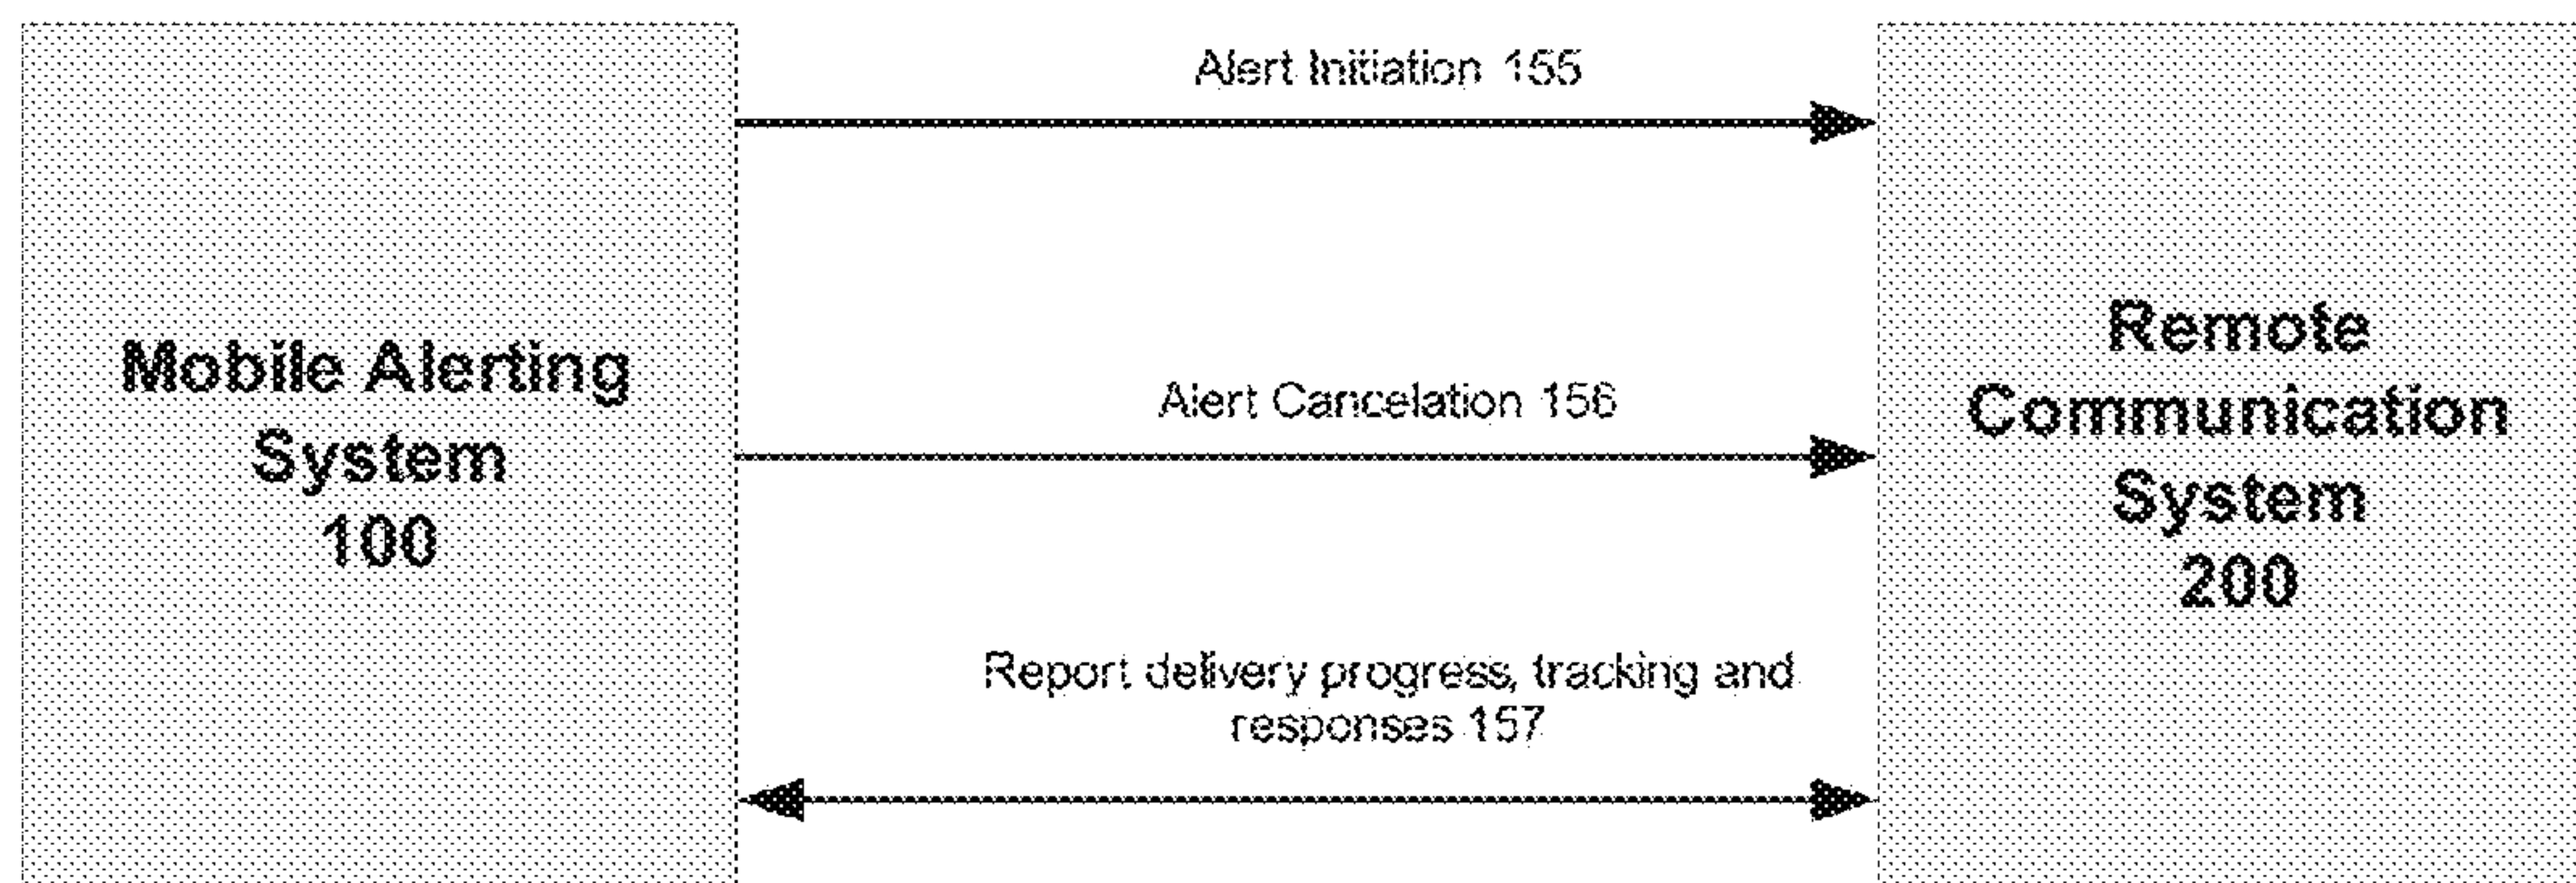 Alert Initiation 155
Mobile Alerting
System
100
Alert Cancelation 156
Remote
Communication
System
200
Report delivery progress, tracking and
responses 157